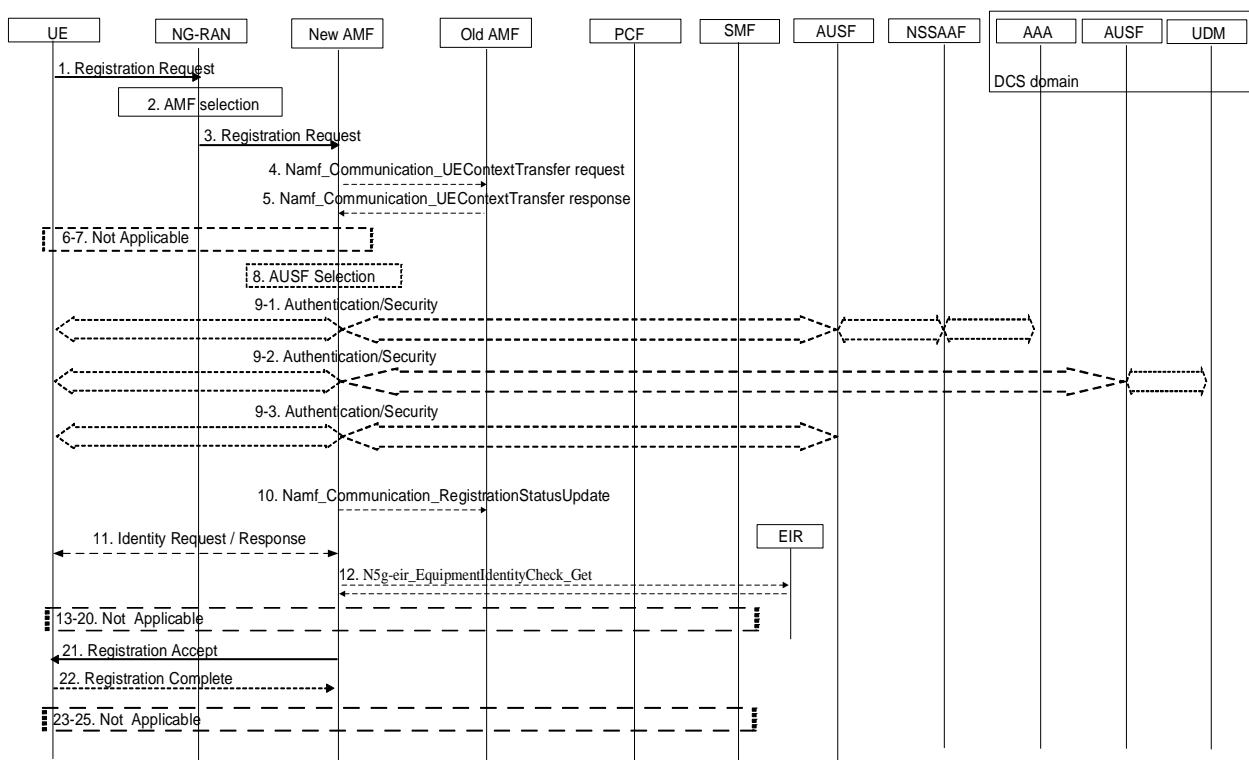 UE NG-RAN New AMF Old AMF PCF SMF AUSF NSSAAF AAA AUSF UDM
1. Registration Request
DCS domain
2. AMF selection
3. Registration Request
4. Namf_Communication_UEContextTransfer request
5. Namf_Communication_UEContextTransfer response
6-7. Not Applicable
8. AUSF Selection
9-1. Authentication/Security
9-2. Authentication/Security
9-3. Authentication/Security
10. Namf_Communication_RegistrationStatusUpdate
11. Identity Request / Response
EIR
12. N5g-eir_EquipmentIdentityCheck_Get
13-20. Not Applicable
21. Registration Accept
22. Registration Complete
23-25. Not Applicable